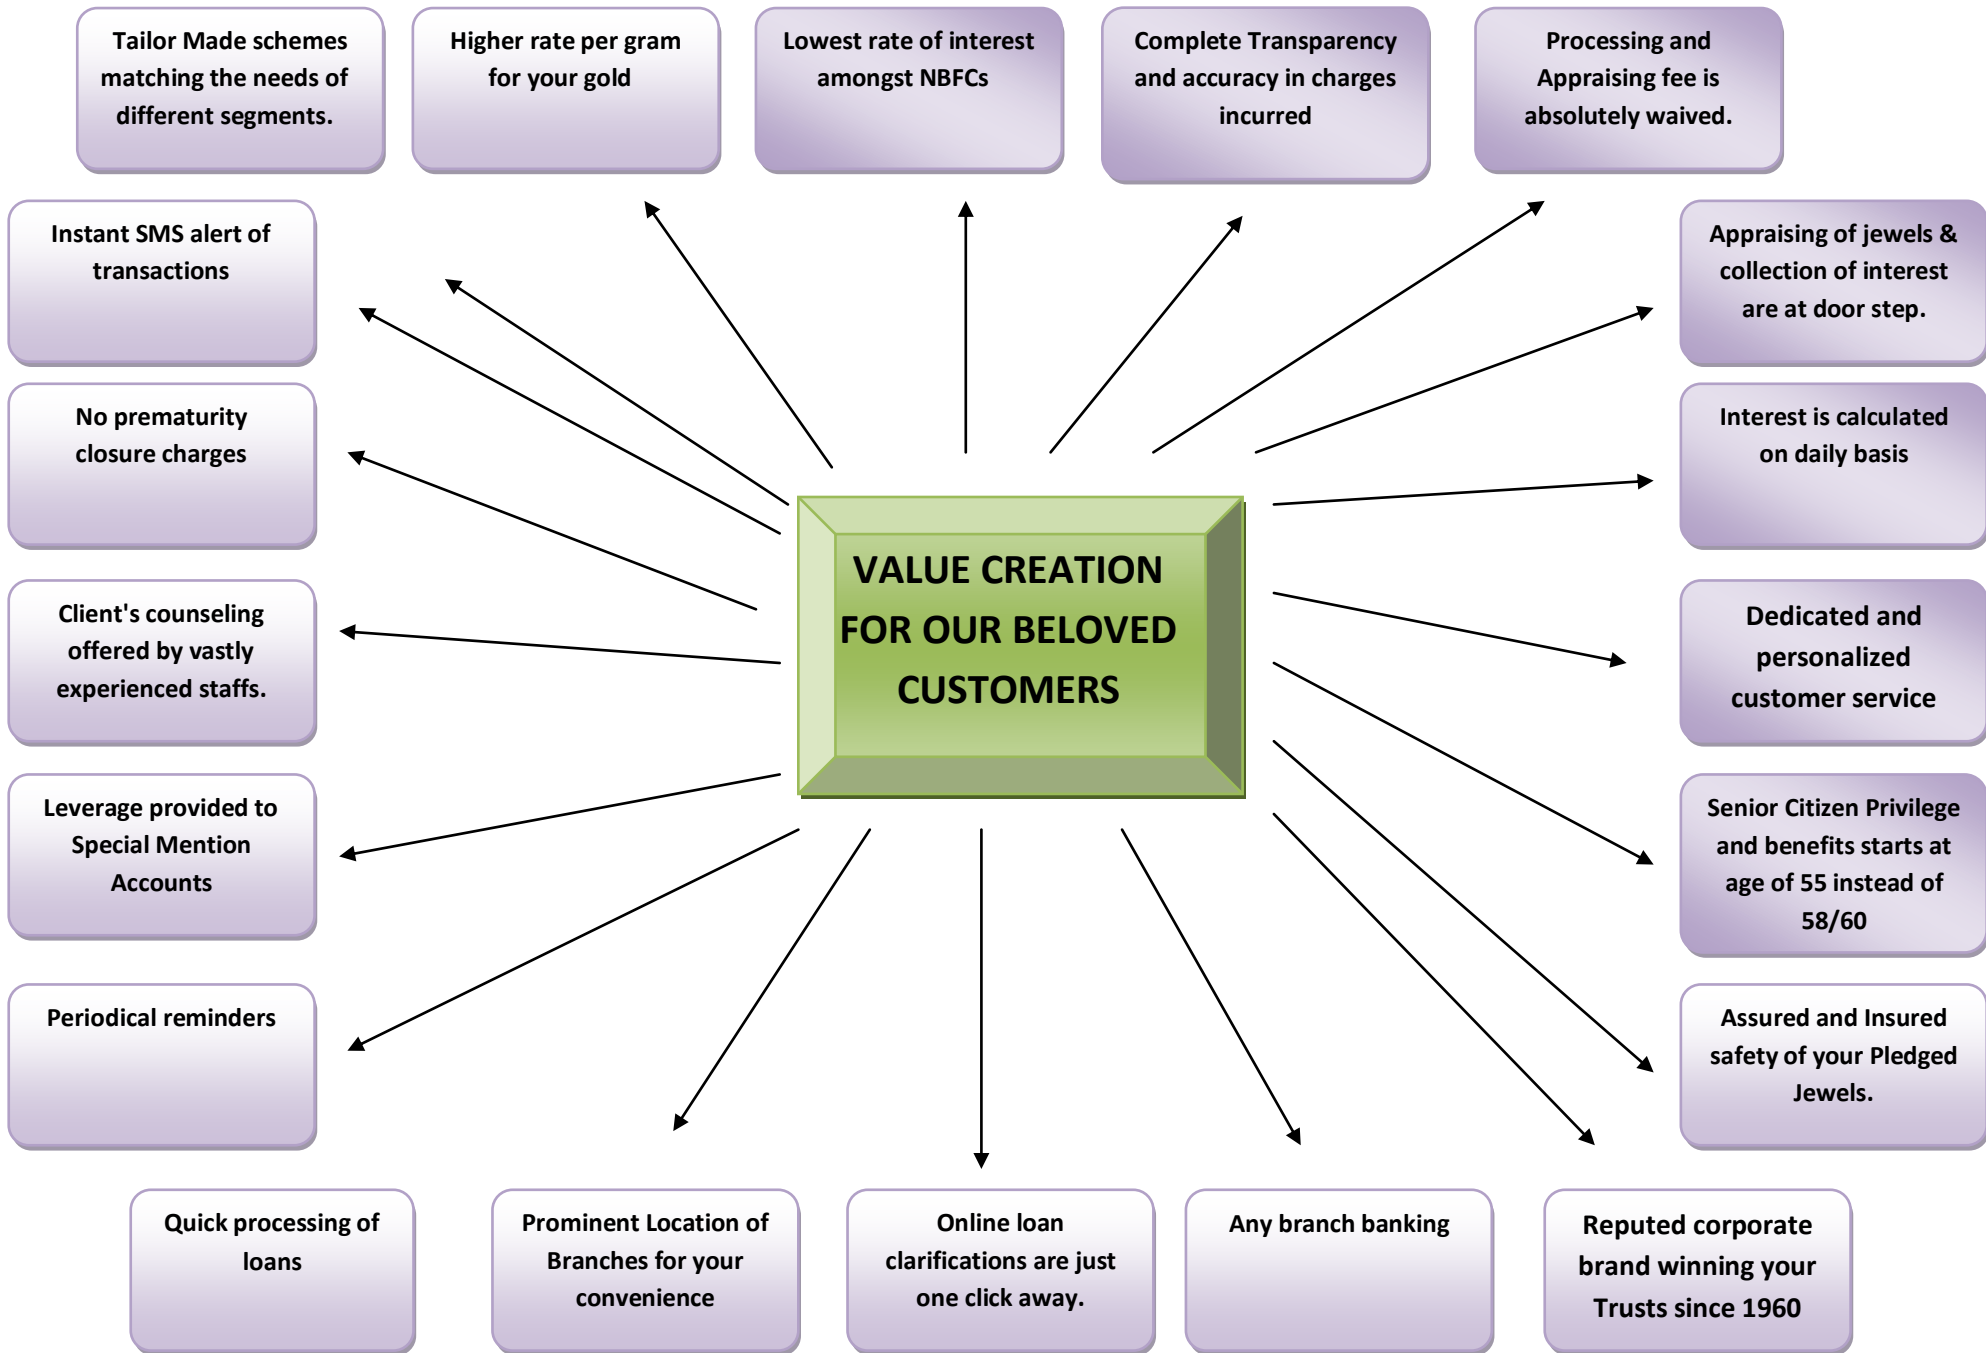 Tailor Made schemes
matching the needs of
different segments.
Higher rate per gram
for your gold
Lowest rate of interest
amongst NBFCs
Complete Transparency
and accuracy in charges
incurred
Processing and
Appraising fee is
absolutely waived.
Instant SMS alert of
transactions
Appraising of jewels &
collection of interest
are at door step.
No prematurity
closure charges
Interest is calculated
on daily basis
VALUE CREATION
FOR OUR BELOVED
CUSTOMERS
Client's counseling
offered by vastly
experienced staffs.
Dedicated and
personalized
customer service
Leverage provided to
Special Mention
Accounts
Senior Citizen Privilege
and benefits starts at
age of 55 instead of
58/60
Periodical reminders
Assured and Insured
safety of your Pledged
Jewels.
Quick processing of
loans
Prominent Location of
Branches for your
convenience
Online loan
clarifications are just
one click away.
Any branch banking
Reputed corporate
brand winning your
Trusts since 1960